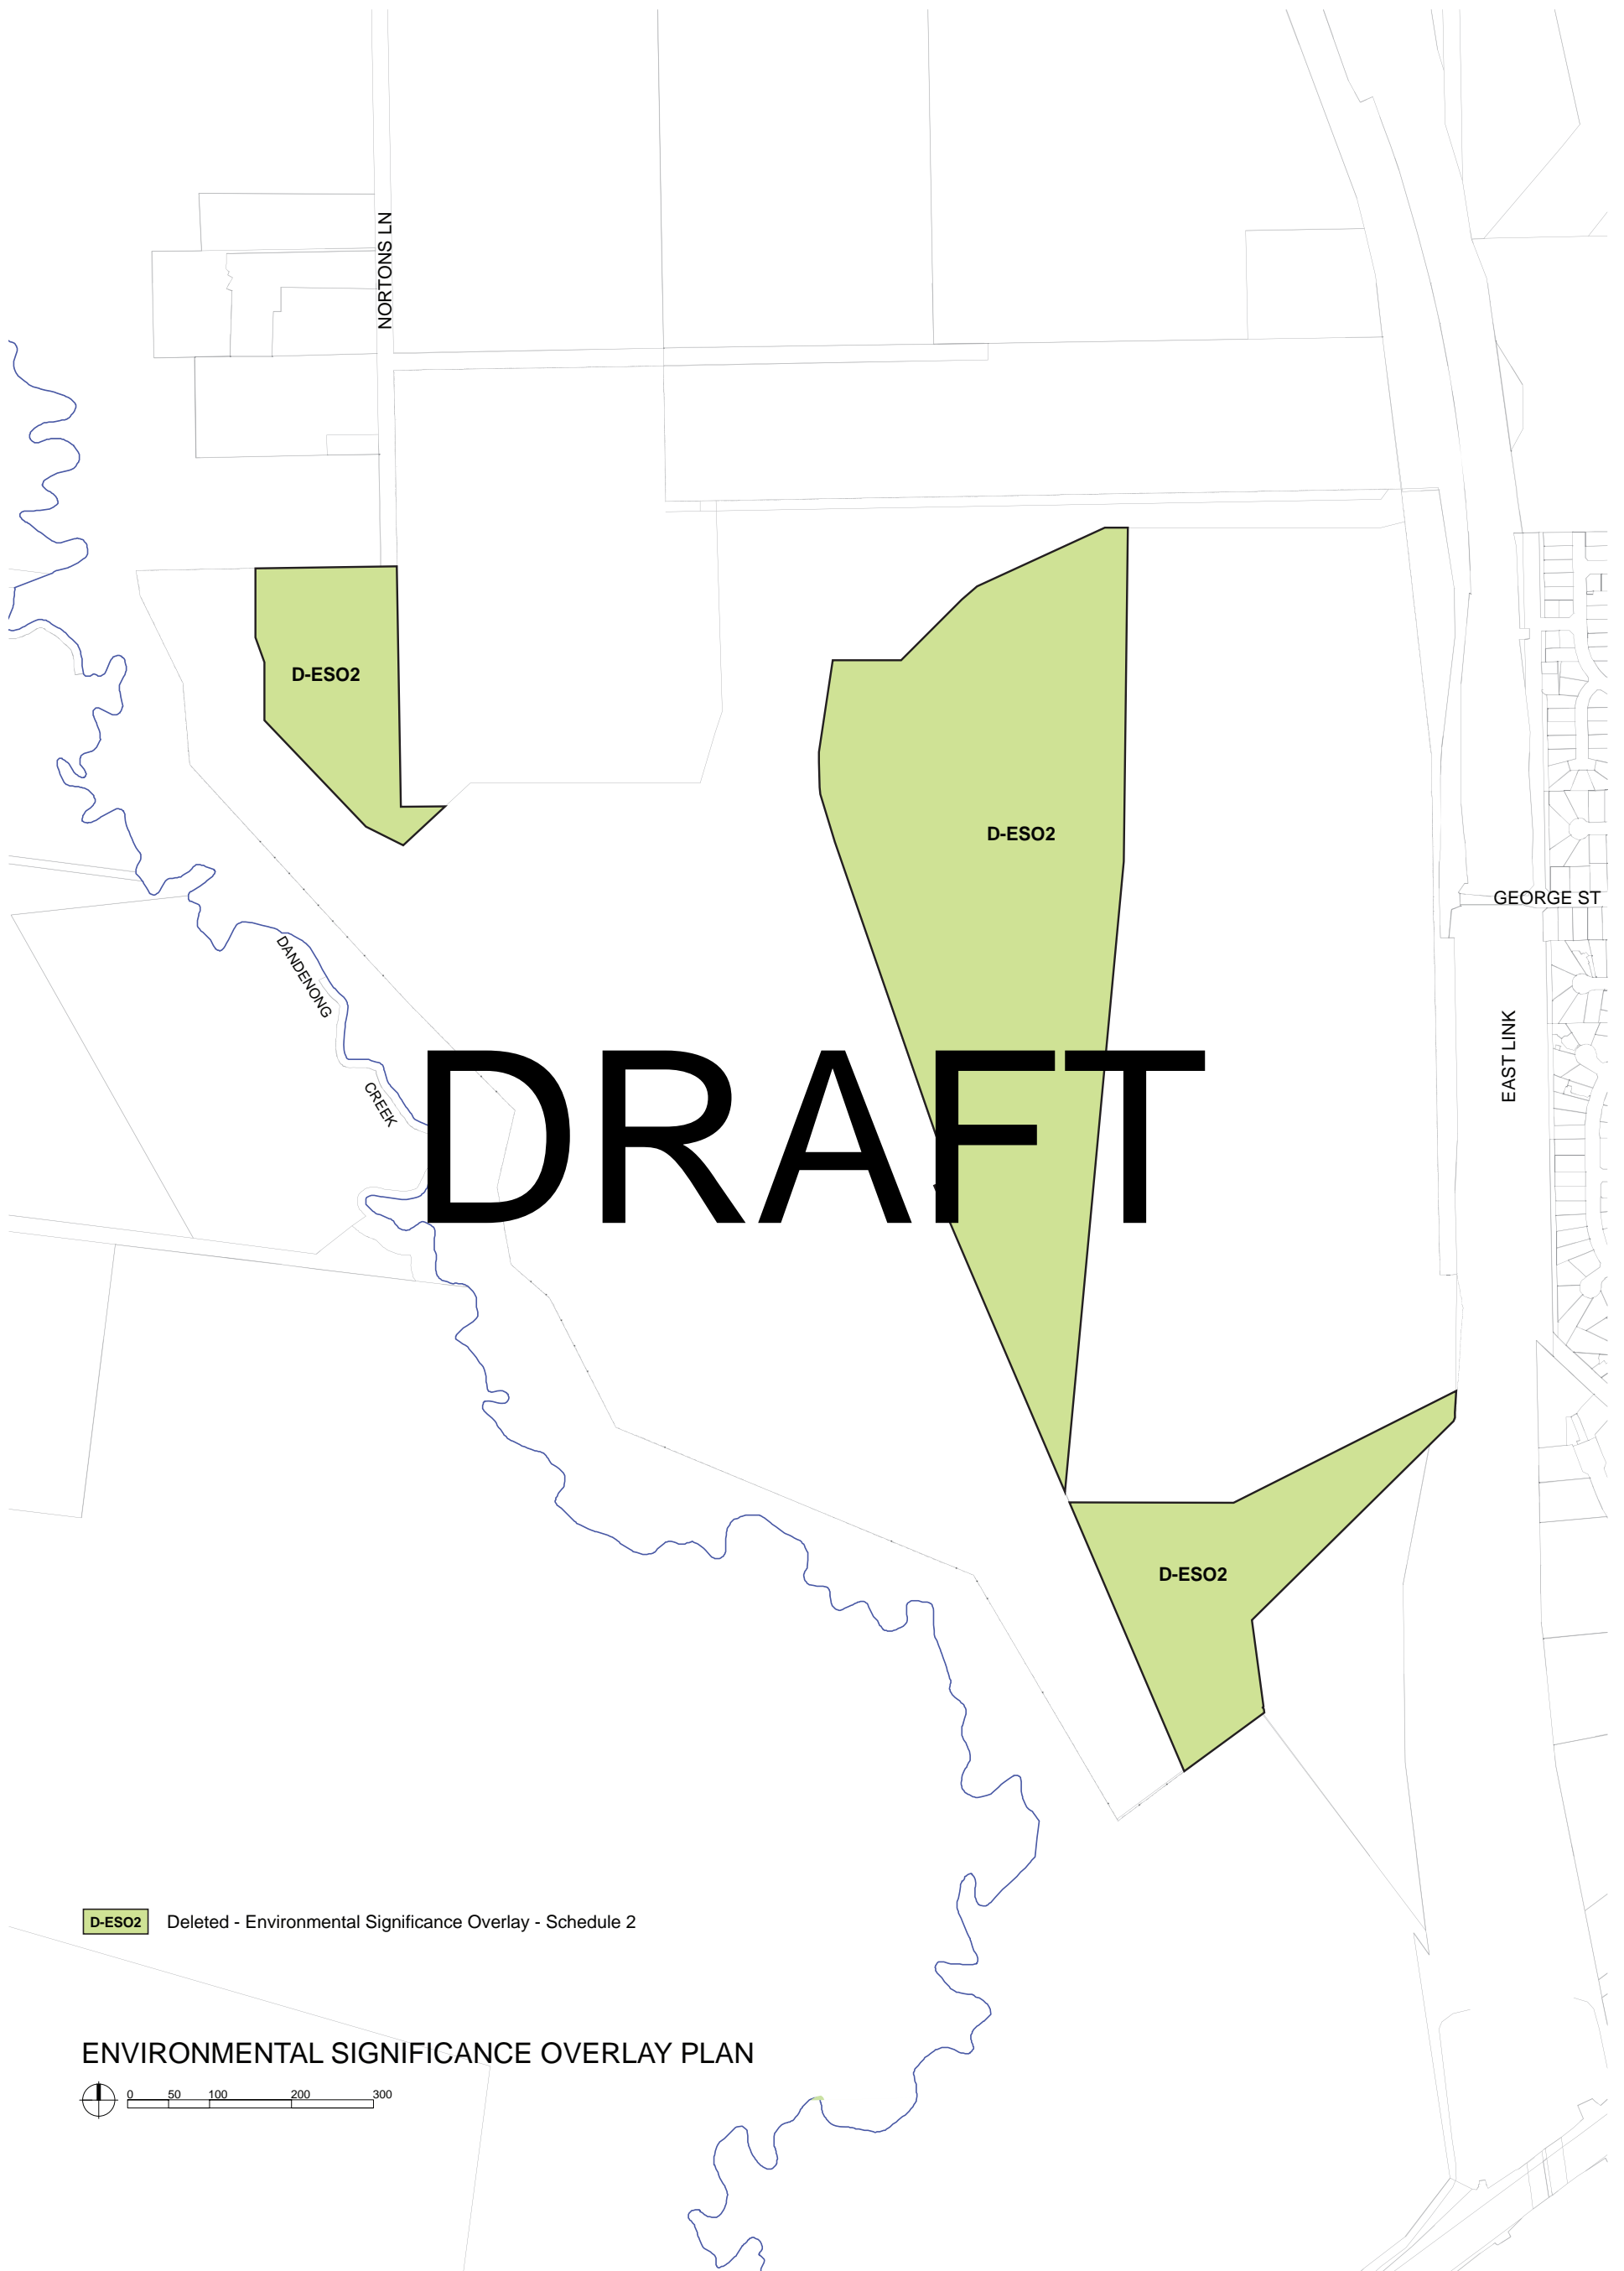 NORTONS LN
D-ESO2
D-ESO2
GEORGE ST
DANDENONG
CREEK
EAST LINK
DRAFT
D-ESO2
D-ESO2 Deleted - Environmental Significance Overlay - Schedule 2
ENVIRONMENTAL SIGNIFICANCE OVERLAY PLAN
0 50 100 200 300